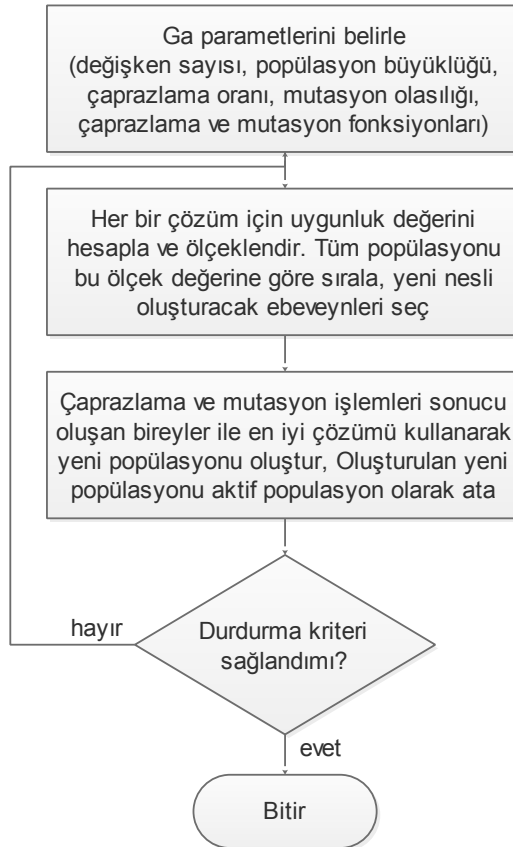 Ga parametlerini belirle
(değişken sayısı, popülasyon büyüklüğü,
çaprazlama oranı, mutasyon olasılığı,
çaprazlama ve mutasyon fonksiyonları)
Her bir çözüm için uygunluk değerini
hesapla ve ölçeklendir. Tüm popülasyonu
bu ölçek değerine göre sırala, yeni nesli
oluşturacak ebeveynleri seç
Çaprazlama ve mutasyon işlemleri sonucu
oluşan bireyler ile en iyi çözümü kullanarak
yeni popülasyonu oluştur, Oluşturulan yeni
popülasyonu aktif populasyon olarak ata
hayır
Durdurma kriteri
sağlandımı?
evet
Bitir